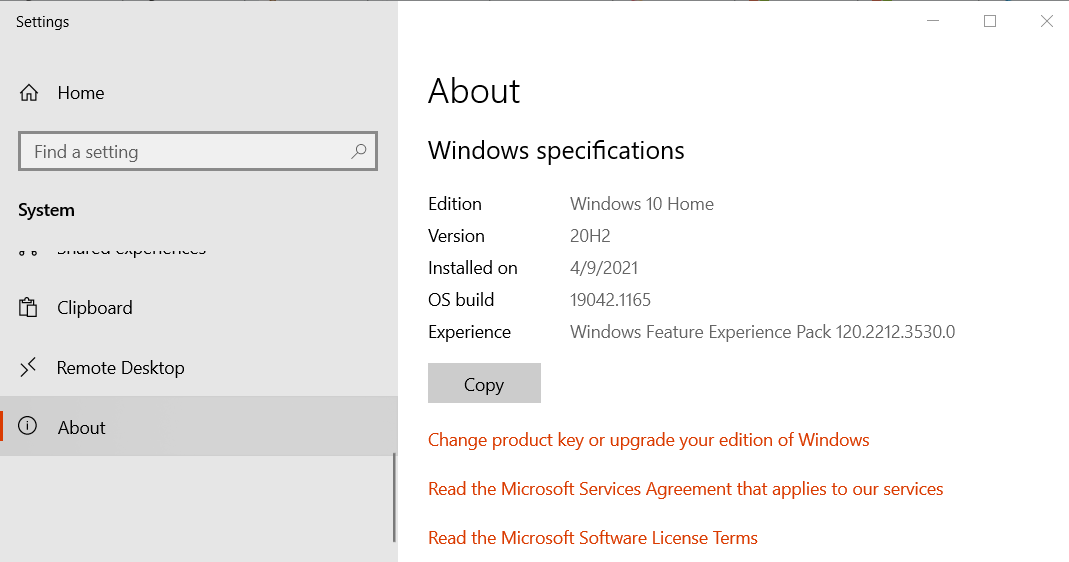 Settings
Home
Find a setting
System
Shared experiences
Clipboard
Remote Desktop
About
About
Windows specifications
Edition Windows 10 Home
Version 20H2
Installed on 4/9/2021
OS build 19042.1165
Experience Windows Feature Experience Pack 120.2212.3530.0
Copy
Change product key or upgrade your edition of Windows
Read the Microsoft Services Agreement that applies to our services
Read the Microsoft Software License Terms